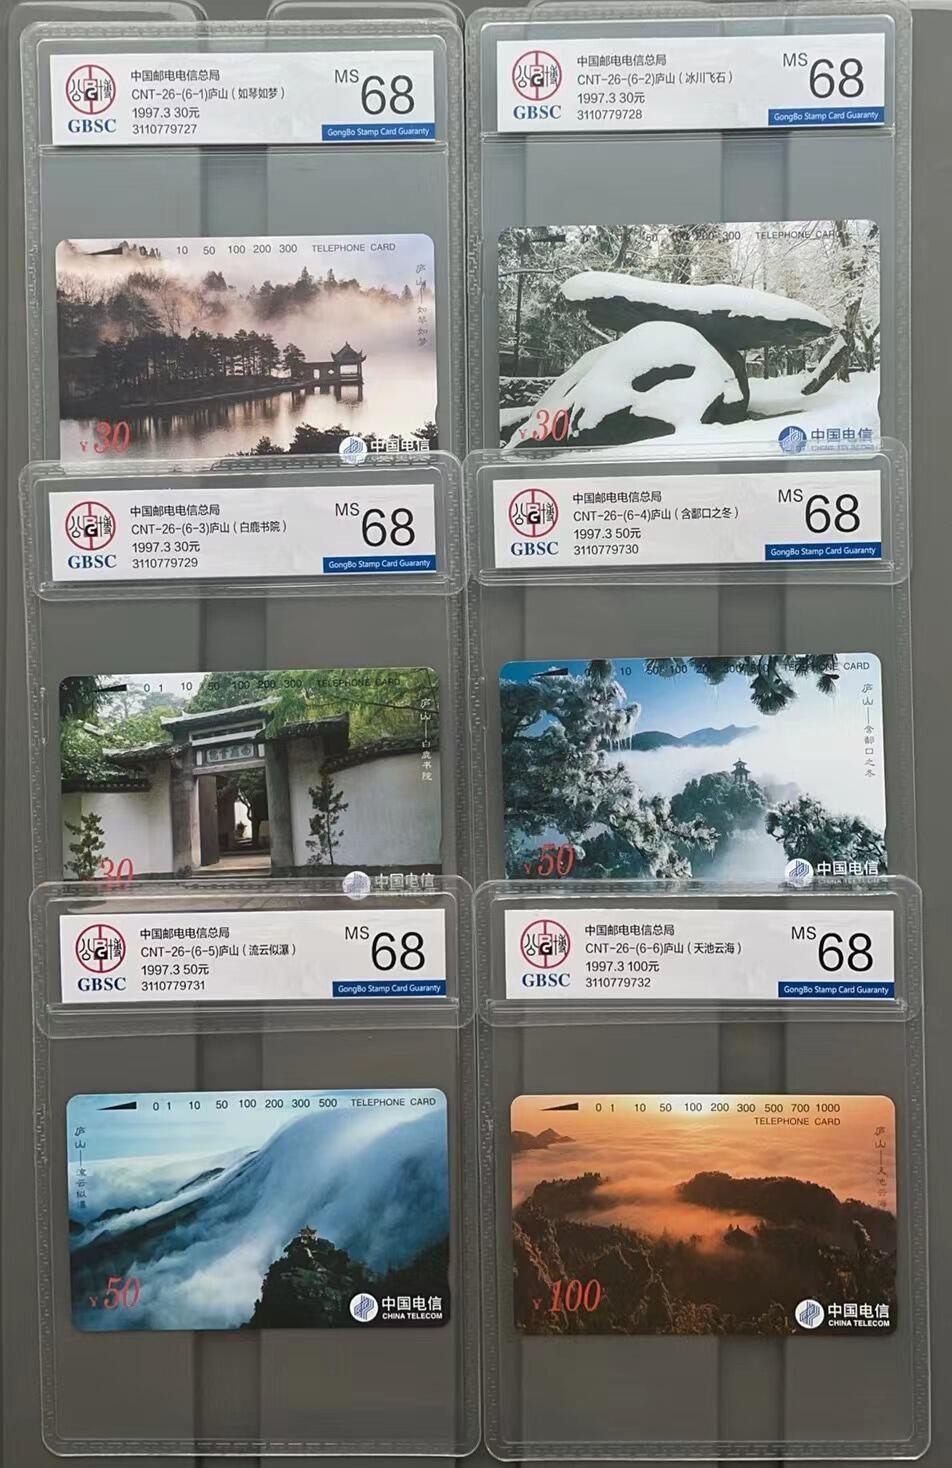 中国邮电电信总局
CNT-26-(6-1)庐山(如琴如梦)
1997.3 30元
3110779727
MS 68
GBSC
GongBo Stamp Card Guaranty
10 50 100 200 300 TELEPHONE CARD
庐山—如琴如梦
¥30
中国电信
中国邮电电信总局
CNT-26-(6-2)庐山(冰川飞石)
1997.3 30元
3110779728
MS 68
GBSC
GongBo Stamp Card Guaranty
0 1 10 50 100 200 300 TELEPHONE CARD
¥30
中国电信
CHINA TELECOM
中国邮电电信总局
CNT-26-(6-3)庐山(白鹿书院)
1997.3 30元
3110779729
MS 68
GBSC
GongBo Stamp Card Guaranty
0 1 10 50 100 200 300 TELEPHONE CARD
庐山—白鹿书院
30
中国电信
中国邮电电信总局
CNT-26-(6-4)庐山(含鄱口之冬)
1997.3 50元
3110779730
MS 68
GBSC
GongBo Stamp Card Guaranty
0 1 10 50 100 200 300 500 TELEPHONE CARD
庐山—含鄱口之冬
¥50
中国电信
CHINA TELECOM
中国邮电电信总局
CNT-26-(6-5)庐山(流云似瀑)
1997.3 50元
3110779731
MS 68
GBSC
GongBo Stamp Card Guaranty
0 1 10 50 100 200 300 500 TELEPHONE CARD
庐山—流云似瀑
¥50
中国电信
CHINA TELECOM
中国邮电电信总局
CNT-26-(6-6)庐山(天池云海)
1997.3 100元
3110779732
MS 68
GBSC
GongBo Stamp Card Guaranty
0 1 10 50 100 200 300 500 700 1000
TELEPHONE CARD
庐山—天池云海
¥100
中国电信
CHINA TELECOM